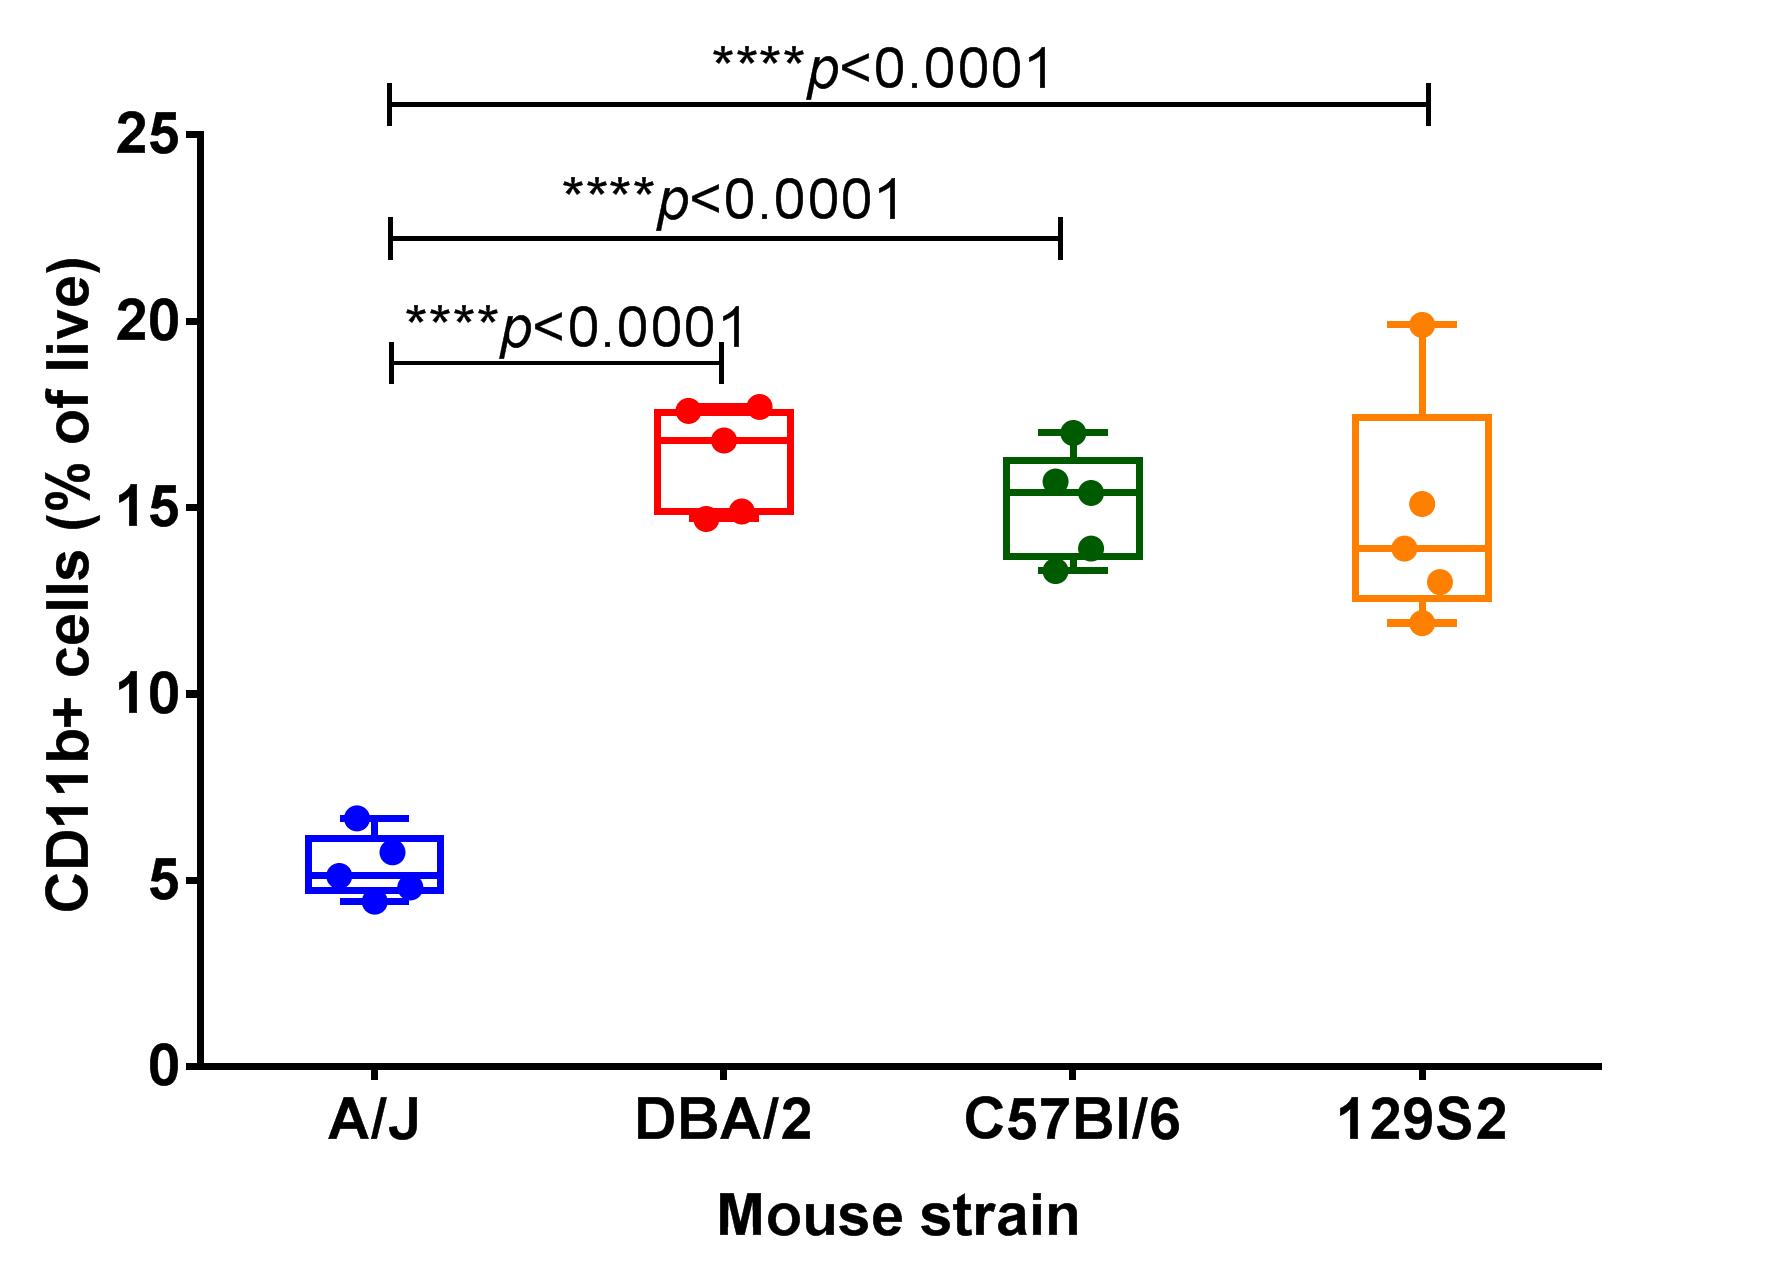 ****p<0.0001
25
****p<0.0001
20
****p<0.0001
15
10
5
0
CD11b+ cells (% of live)
A/J DBA/2 C57Bl/6 129S2
Mouse strain